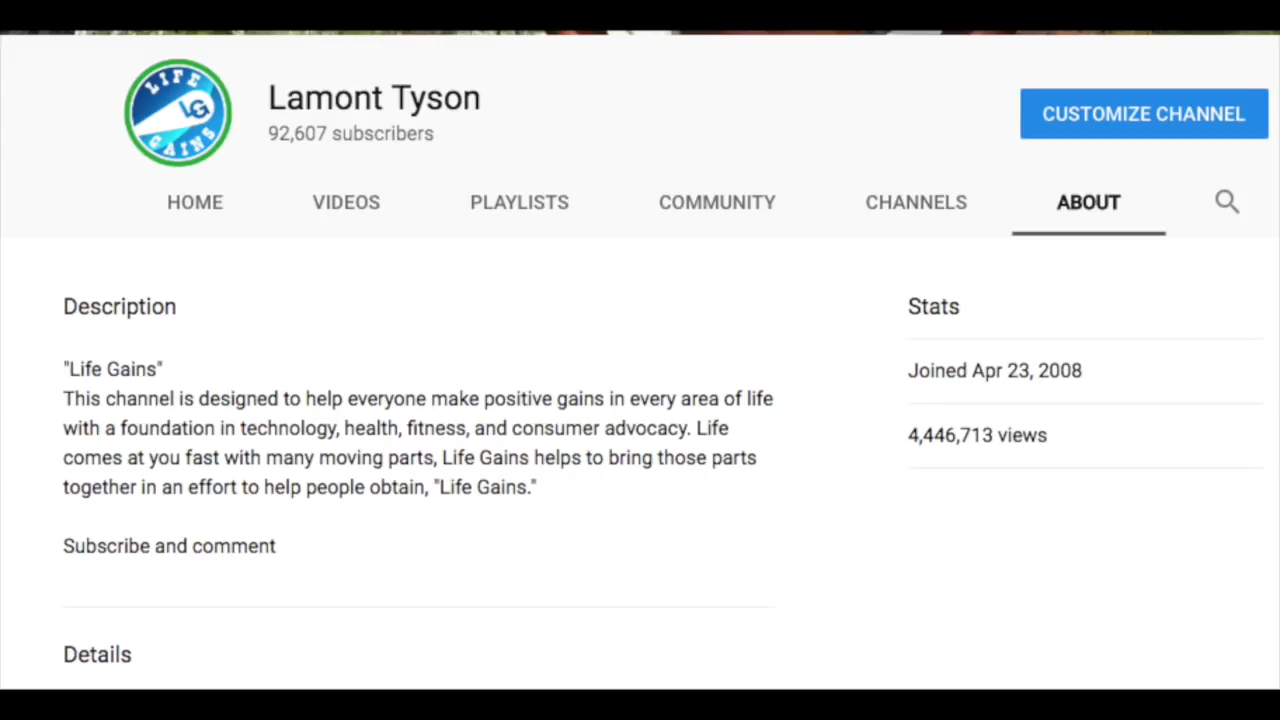 LIFE
LG
GAINS
Lamont Tyson
92,607 subscribers
CUSTOMIZE CHANNEL
HOME VIDEOS PLAYLISTS COMMUNITY CHANNELS ABOUT
Description
"Life Gains"
This channel is designed to help everyone make positive gains in every area of life
with a foundation in technology, health, fitness, and consumer advocacy. Life
comes at you fast with many moving parts, Life Gains helps to bring those parts
together in an effort to help people obtain, "Life Gains."
Subscribe and comment
Details
Stats
Joined Apr 23, 2008
4,446,713 views